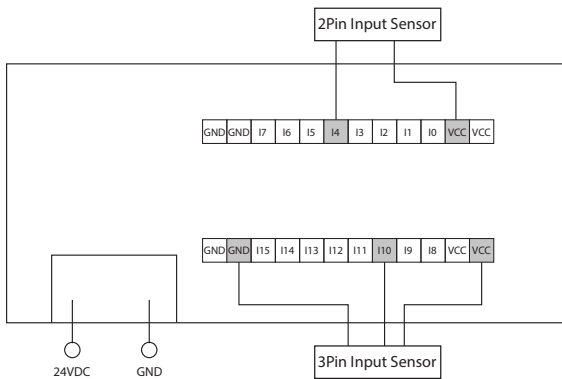 2Pin Input Sensor
GND GND I7 I6 I5 I4 I3 I2 I1 I0 VCC VCC
GND GND I15 I14 I13 I12 I11 I10 I9 I8 VCC VCC
3Pin Input Sensor
24VDC GND